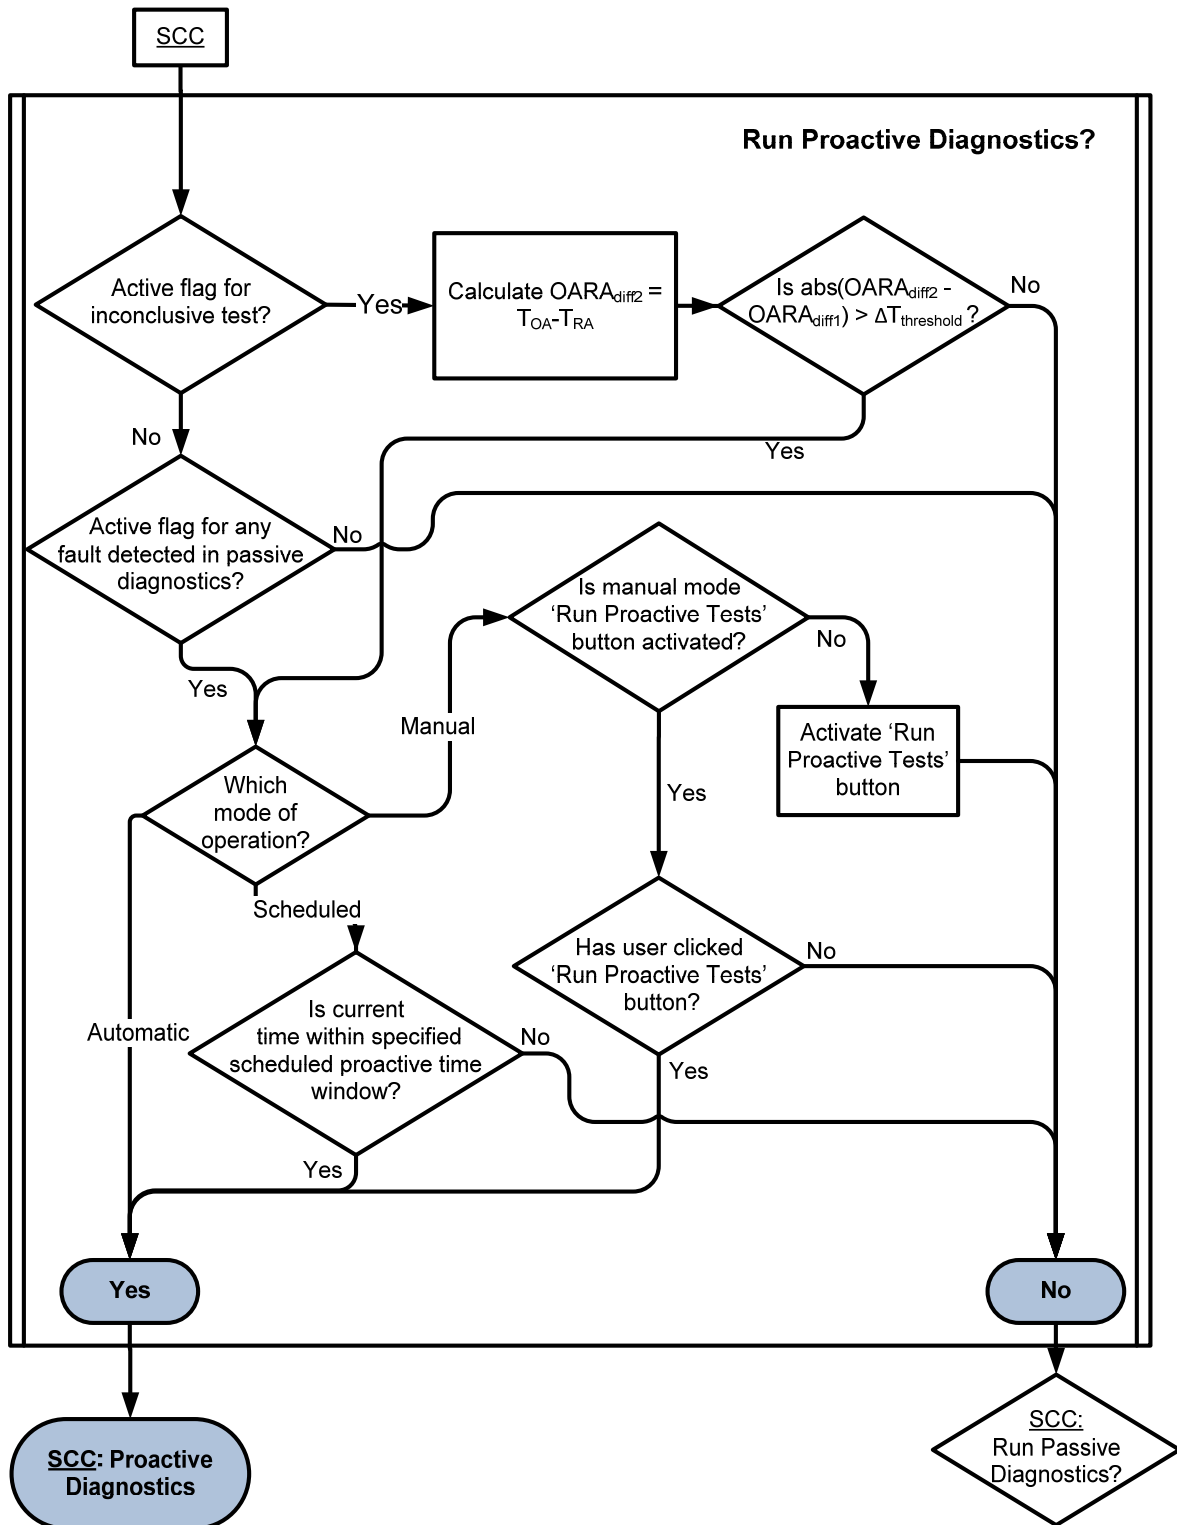 SCC
Run Proactive Diagnostics?
Active flag for
inconclusive test?
Yes
Calculate OARAdiff2 =
TOA-TRA
Is abs(OARAdiff2 -
OARAdiff1) > ΔTthreshold ?
No
No
Yes
Active flag for any
fault detected in passive
diagnostics?
No
Is manual mode
‘Run Proactive Tests’
button activated?
No
Yes
Manual
Activate ‘Run
Proactive Tests’
button
Which
mode of
operation?
Yes
Scheduled
Has user clicked
‘Run Proactive Tests’
button?
No
Automatic
Is current
time within specified
scheduled proactive time
window?
No
Yes
Yes
Yes
No
SCC: Proactive
Diagnostics
SCC:
Run Passive
Diagnostics?